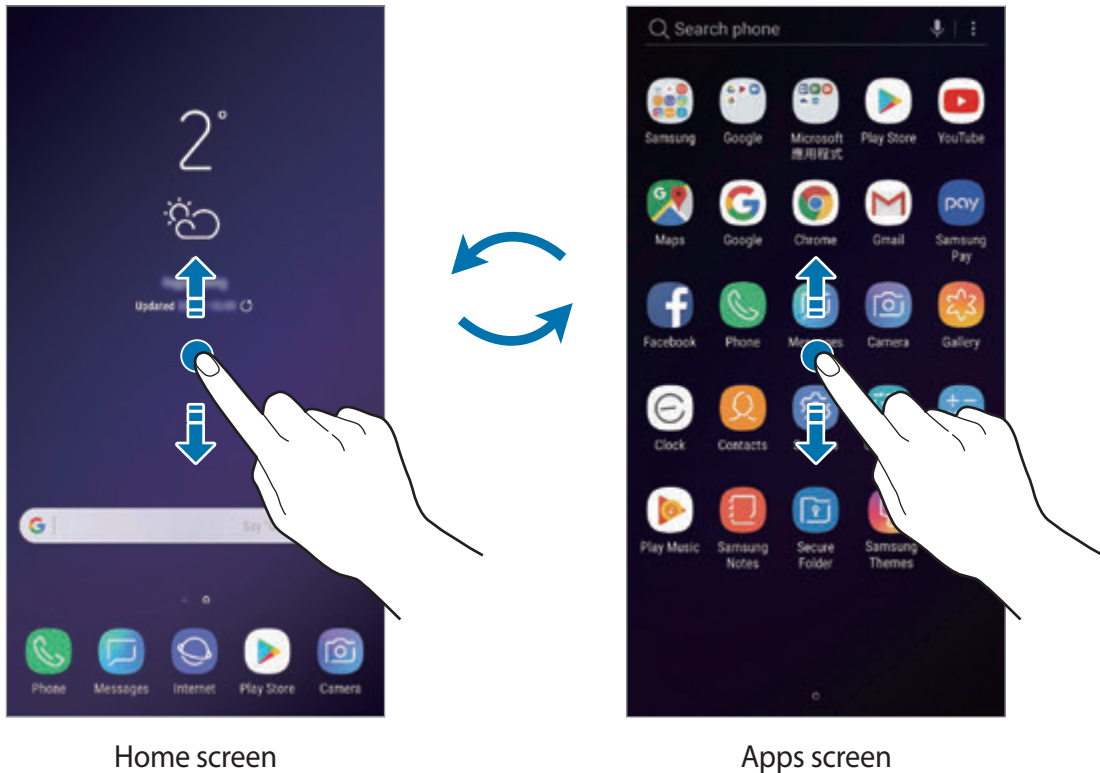 2°
Updated
G
Say "
Phone
Messages
Internet
Play Store
Camera
Home screen
Search phone
Samsung
Google
Microsoft
應用程式
Play Store
YouTube
G
pay
Maps
Google
Chrome
Gmail
Samsung
Pay
Facebook
Phone
Messages
Camera
Gallery
Clock
Contacts
Play Music
Samsung
Notes
Secure
Folder
Samsung
Themes
Apps screen